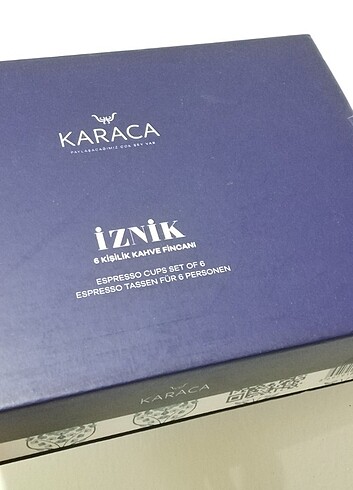 KARACA
PAYLAŞACAĞIMIZ ÇOK ŞEY VAR
İZNİK
6 KİŞİLİK KAHVE FİNCANI
ESPRESSO CUPS SET OF 6
ESPRESSO TASSEN FÜR 6 PERSONEN
KARACA